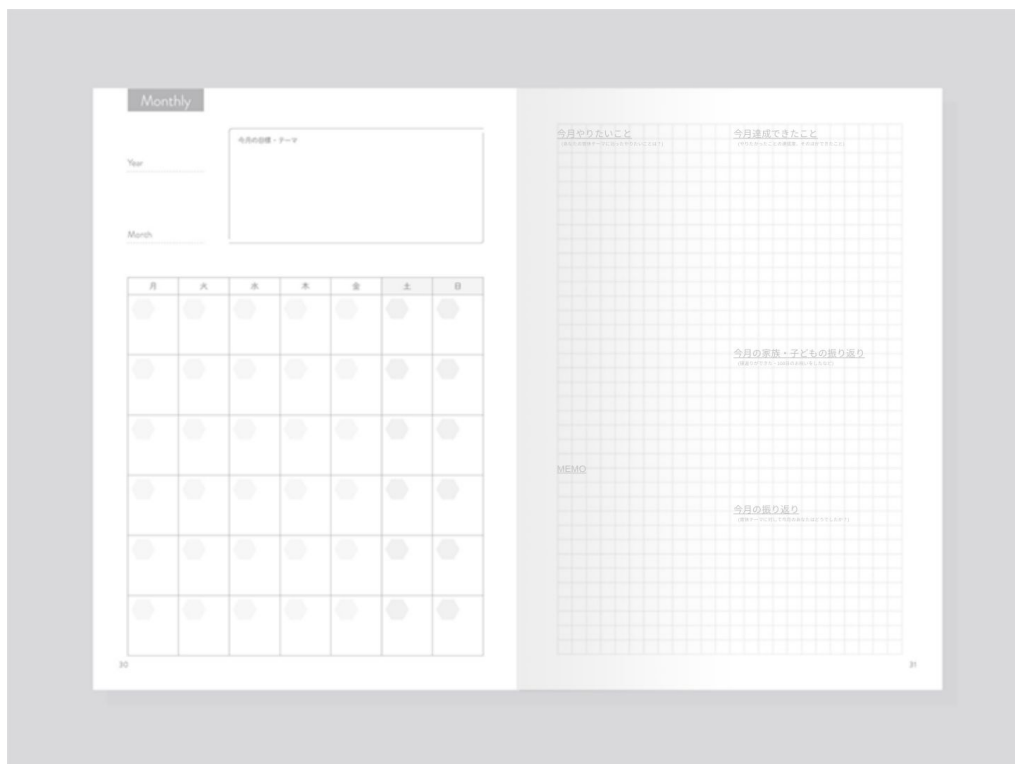 Monthly
Year
Month
今月の目標・テーマ
月 火 水 木 金 土 日
30
今月やりたいこと
MEMO
今月達成できたこと
今月の家族・子どもの振り返り
今月の振り返り
31